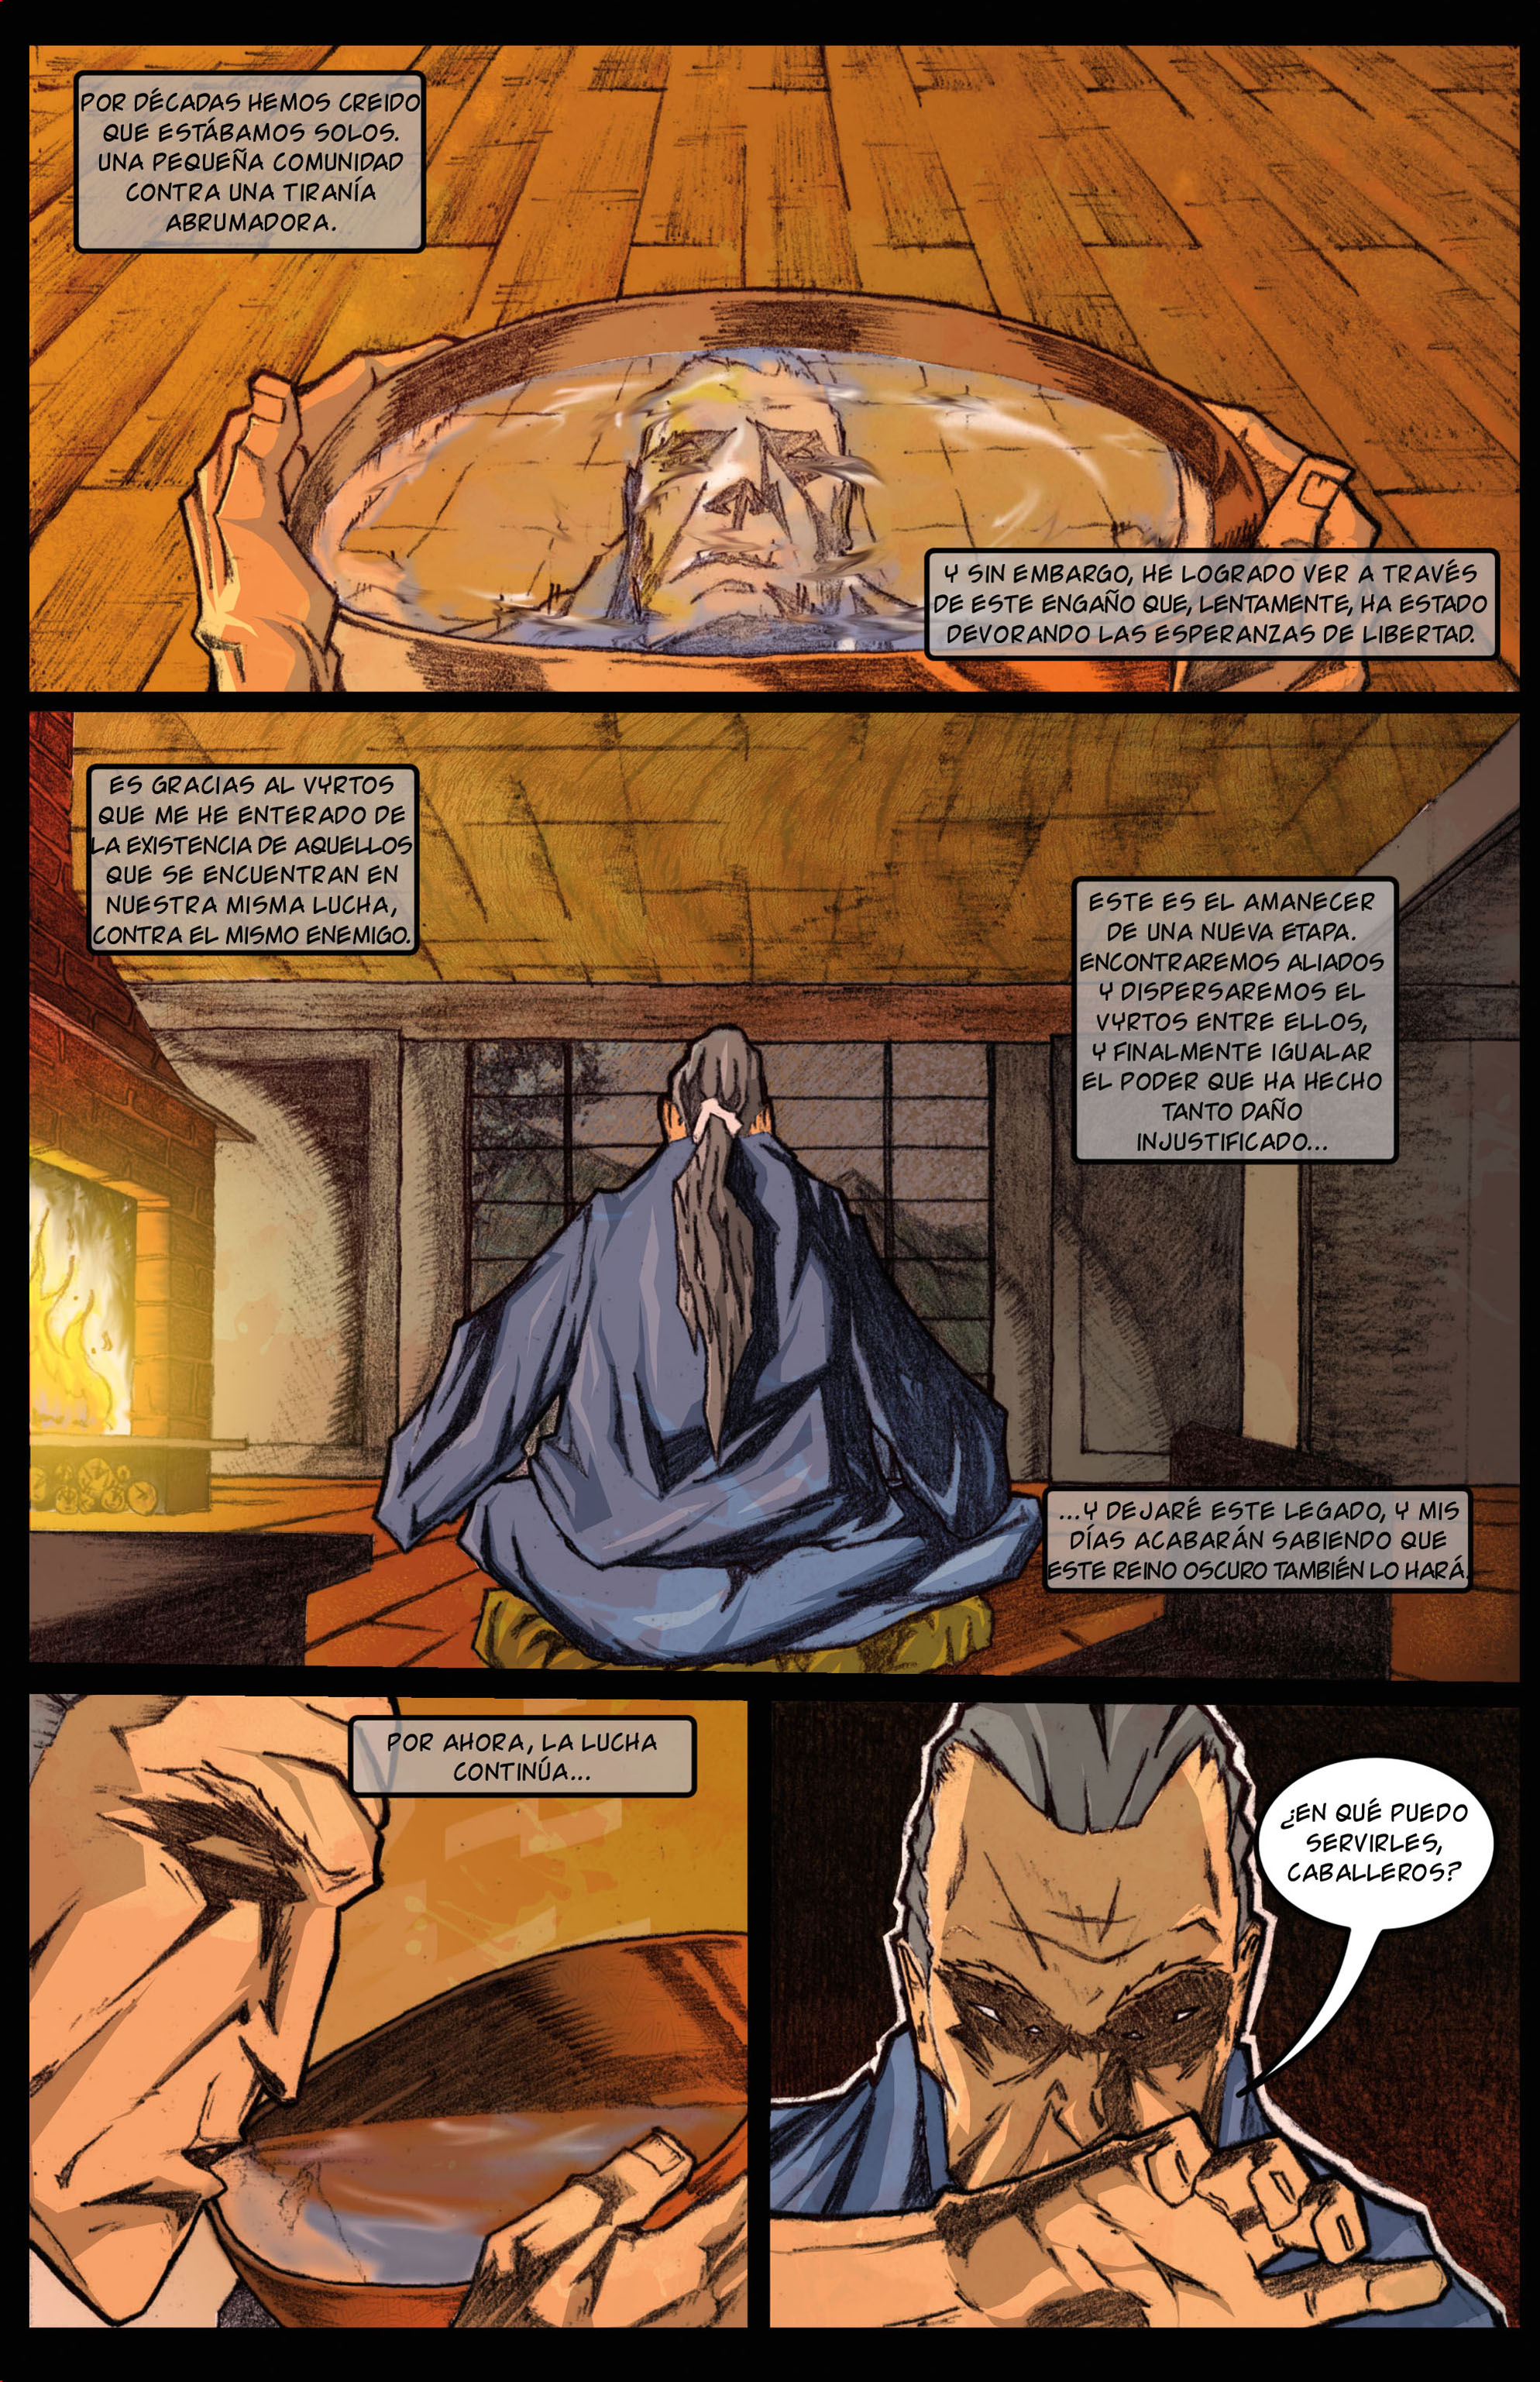 POR DÉCADAS HEMOS CREIDO
QUE ESTÁBAMOS SOLOS.
UNA PEQUEÑA COMUNIDAD
CONTRA UNA TIRANÍA
ABRUMADORA.
Y SIN EMBARGO, HE LOGRADO VER A TRAVÉS
DE ESTE ENGAÑO QUE, LENTAMENTE, HA ESTADO
DEVORANDO LAS ESPERANZAS DE LIBERTAD.
ES GRACIAS AL VYRTOS
QUE ME HE ENTERADO DE
LA EXISTENCIA DE AQUELLOS
QUE SE ENCUENTRAN EN
NUESTRA MISMA LUCHA,
CONTRA EL MISMO ENEMIGO.
ESTE ES EL AMANECER
DE UNA NUEVA ETAPA.
ENCONTRAREMOS ALIADOS
Y DISPERSAREMOS EL
VYRTOS ENTRE ELLOS,
Y FINALMENTE IGUALAR
EL PODER QUE HA HECHO
TANTO DAÑO
INJUSTIFICADO...
...Y DEJARÉ ESTE LEGADO, Y MIS
DÍAS ACABARÁN SABIENDO QUE
ESTE REINO OSCURO TAMBIÉN LO HARÁ.
POR AHORA, LA LUCHA
CONTINÚA...
¿EN QUÉ PUEDO
SERVIRLES,
CABALLEROS?